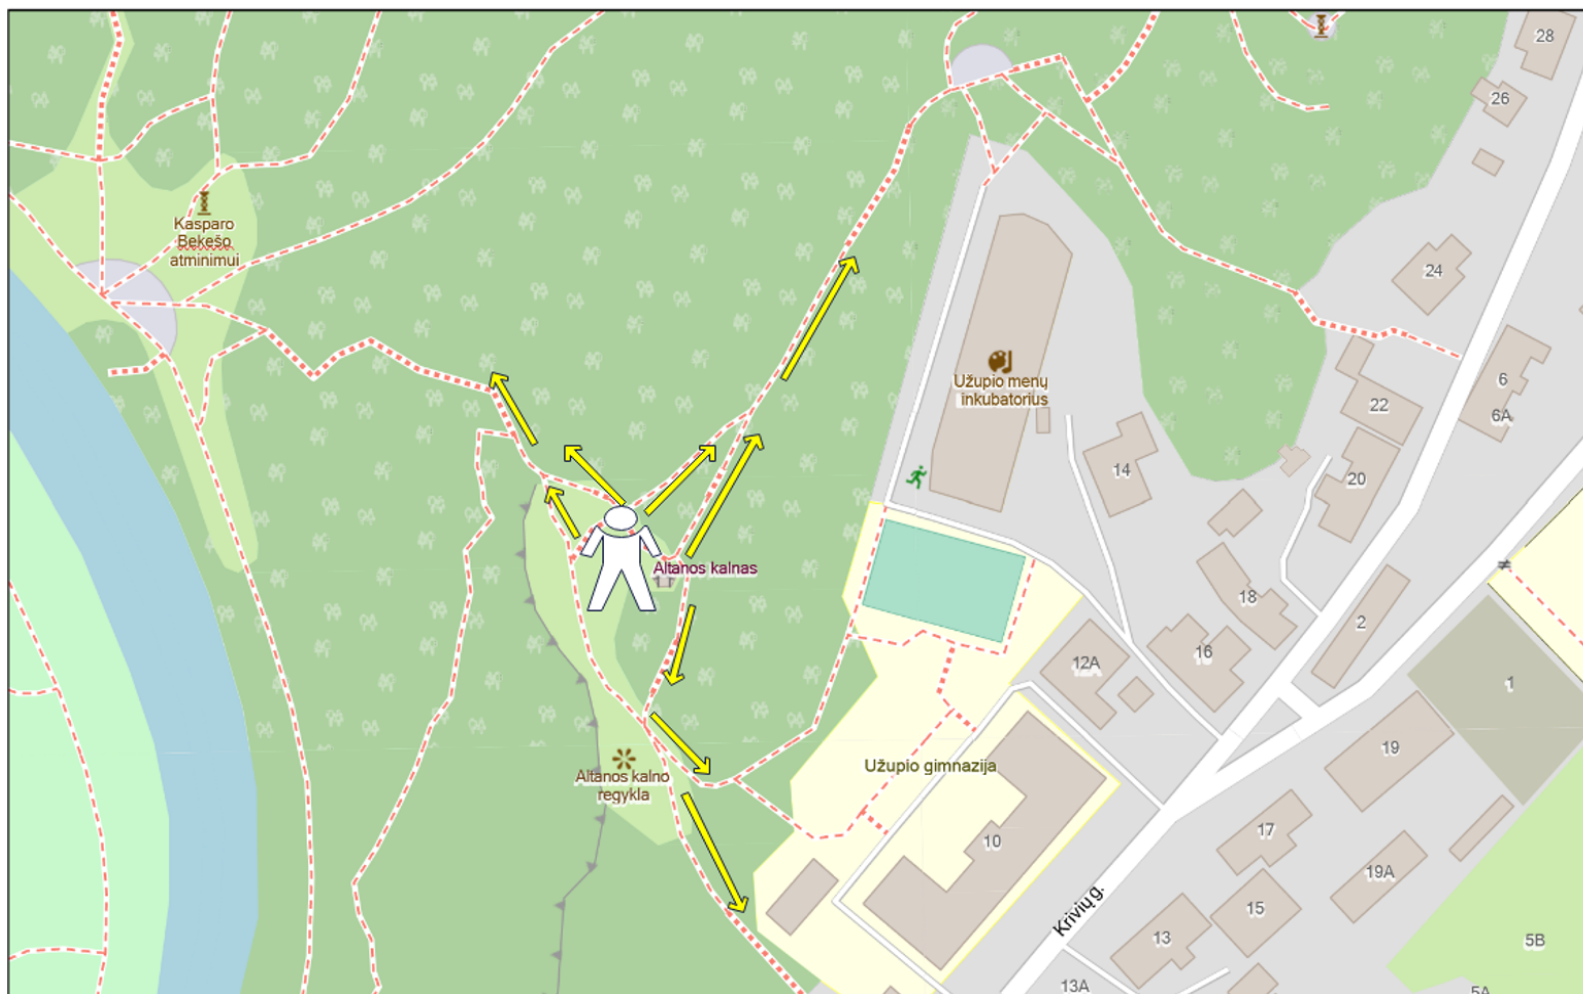 28
26
Kasparo
Bekešo
atminimui
24
Užupio menų
inkubatorius
6
6A
22
14
20
Altanos kalnas
18
2
16
12A
1
19
Užupio gimnazija
Altanos kalno
regykla
17
10
19A
15
Krivių g.
13
5B
13A
5A